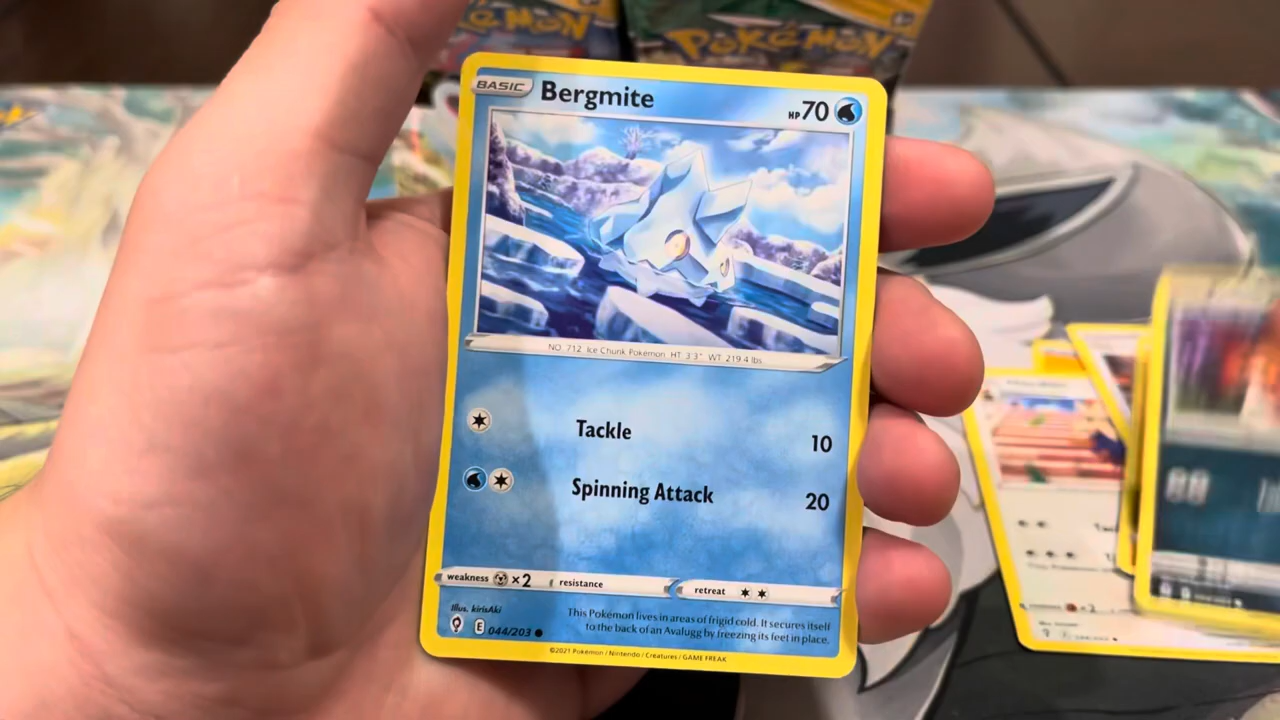 POKÉMON
POKÉMON
BASIC Bergmite HP 70
NO. 712 Ice Chunk Pokémon HT: 3'3" WT: 219.4 lbs.
Tackle 10
Spinning Attack 20
weakness ×2 resistance retreat
Illus. kirisAki
E 044/203
This Pokémon lives in areas of frigid cold. It secures itself
to the back of an Avalugg by freezing its feet in place.
©2021 Pokémon / Nintendo / Creatures / GAME FREAK